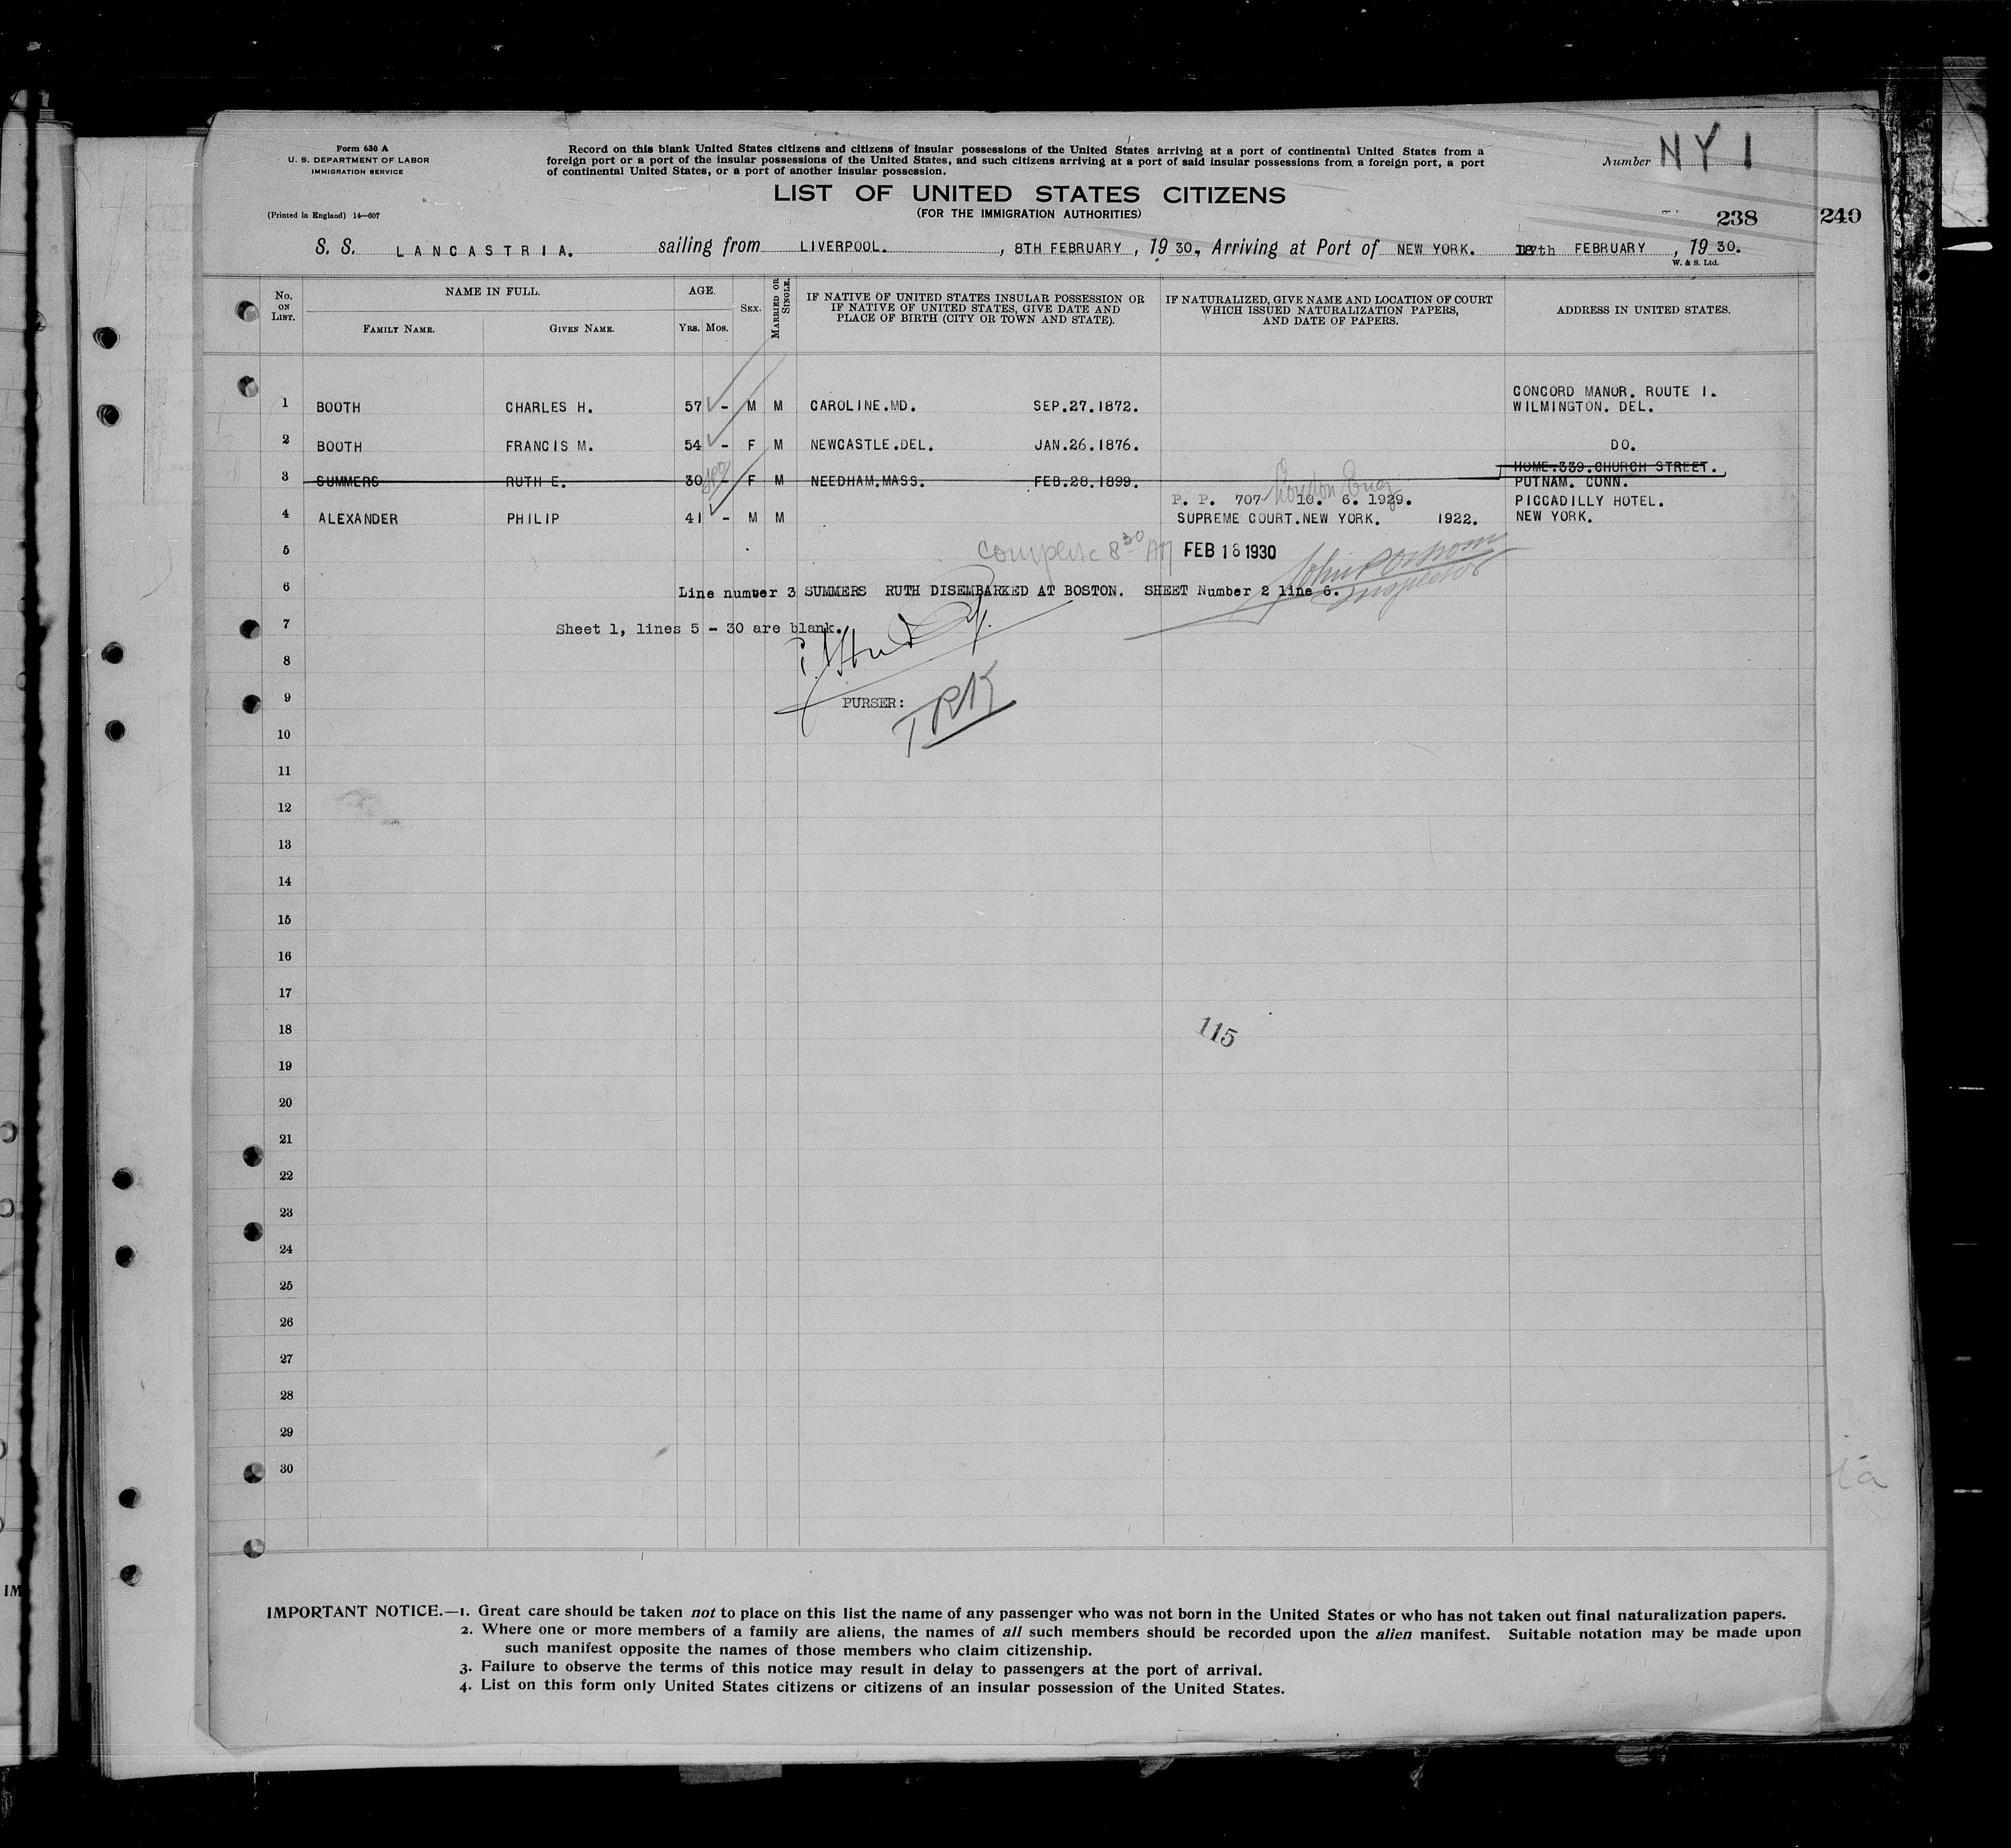 Form 630 A
U. S. DEPARTMENT OF LABOR
IMMIGRATION SERVICE
(Printed in England) 14—607
Record on this blank United States citizens and citizens of insular possessions of the United States arriving at a port of continental United States from a
foreign port or a port of the insular possessions of the United States, and such citizens arriving at a port of said insular possessions from a foreign port, a port
of continental United States, or a port of another insular possession.
Number NY 1
LIST OF UNITED STATES CITIZENS
(FOR THE IMMIGRATION AUTHORITIES)
238 240
S. S. LANCASTRIA. sailing from LIVERPOOL. , 8TH FEBRUARY , 19 30., Arriving at Port of NEW YORK. th FEBRUARY , 19 30.
W. & S. Ltd.
No. ON LIST.
NAME IN FULL.
FAMILY NAME. GIVEN NAME.
AGE.
YRS. MOS.
SEX.
MARRIED OR SINGLE.
IF NATIVE OF UNITED STATES INSULAR POSSESSION OR
IF NATIVE OF UNITED STATES, GIVE DATE AND
PLACE OF BIRTH (CITY OR TOWN AND STATE).
IF NATURALIZED, GIVE NAME AND LOCATION OF COURT
WHICH ISSUED NATURALIZATION PAPERS,
AND DATE OF PAPERS.
ADDRESS IN UNITED STATES.
CONCORD MANOR. ROUTE 1.
1 BOOTH CHARLES H. 57 - M M CAROLINE.MD. SEP.27.1872. WILMINGTON. DEL.
2 BOOTH FRANCIS M. 54 - F M NEWCASTLE.DEL. JAN.26.1876. DO.
HOME.339.CHURCH STREET.
3 SUMMERS RUTH E. 30 - F M NEEDHAM.MASS. FEB.28.1899. PUTNAM. CONN.
P. P. 707 London Eng 10. 6. 1929. PICCADILLY HOTEL.
4 ALEXANDER PHILIP 41 - M M SUPREME COURT.NEW YORK. 1922. NEW YORK.
5 Complete 8 30 AM FEB 18 1930
6 Line number 3 SUMMERS RUTH DISEMBARKED AT BOSTON. SHEET Number 2 line 6.
Inspector
7 Sheet 1, lines 5 - 30 are blank.
8
9 PURSER:
TRK
10
11
12
13
14
15
16
17
18 115
19
20
21
22
23
24
25
26
27
28
29
30
IMPORTANT NOTICE.—1. Great care should be taken not to place on this list the name of any passenger who was not born in the United States or who has not taken out final naturalization papers.
2. Where one or more members of a family are aliens, the names of all such members should be recorded upon the alien manifest. Suitable notation may be made upon
such manifest opposite the names of those members who claim citizenship.
3. Failure to observe the terms of this notice may result in delay to passengers at the port of arrival.
4. List on this form only United States citizens or citizens of an insular possession of the United States.